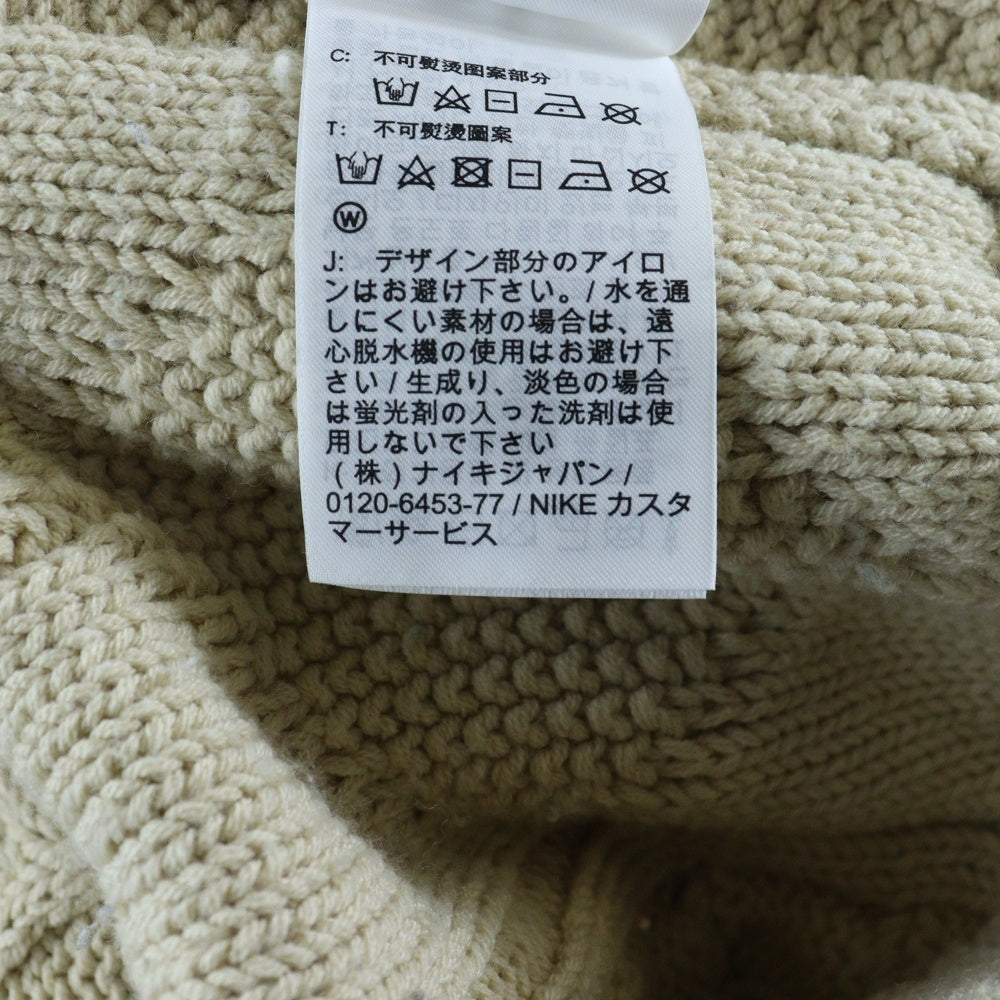 C: 不可熨烫图案部分
T: 不可熨燙圖案
W
J: デザイン部分のアイロ
ンはお避け下さい。/ 水を通
しにくい素材の場合は、遠
心脱水機の使用はお避け下
さい / 生成り、淡色の場合
は蛍光剤の入った洗剤は使
用しないで下さい
(株)ナイキジャパン /
0120-6453-77 / NIKE カスタ
マーサービス